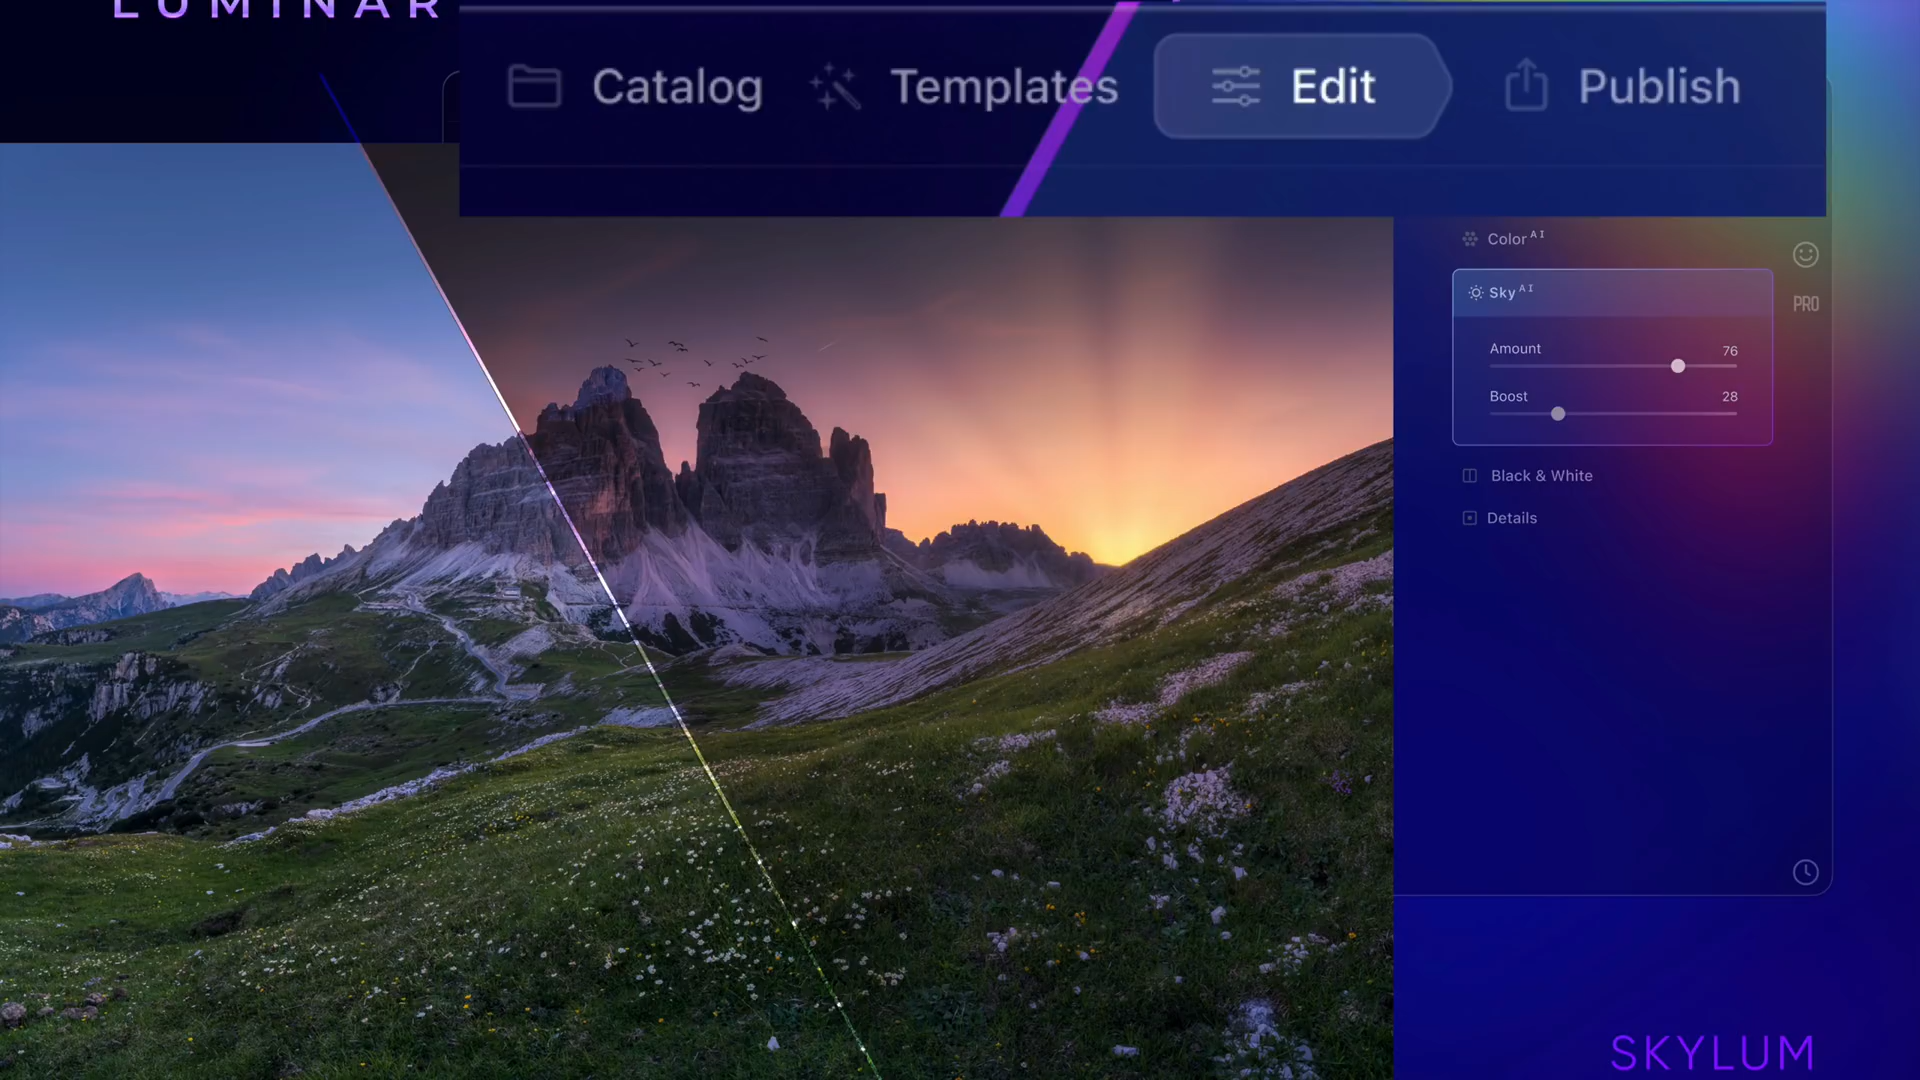 LUMINAR
Catalog
Templates
Edit
Publish
Color AI
Sky AI
PRO
Amount
76
Boost
28
Black & White
Details
SKYLUM